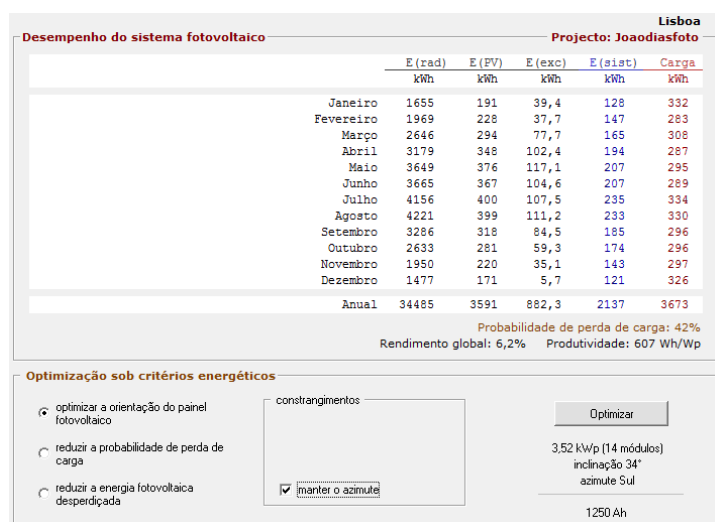 Lisboa
Desempenho do sistema fotovoltaico Projecto: Joaodiasfoto
E(rad) E(PV) E(exc) E(sist) Carga
kWh kWh kWh kWh kWh
Janeiro 1655 191 39,4 128 332
Fevereiro 1969 228 37,7 147 283
Março 2646 294 77,7 165 308
Abril 3179 348 102,4 194 287
Maio 3649 376 117,1 207 295
Junho 3665 367 104,6 207 289
Julho 4156 400 107,5 235 334
Agosto 4221 399 111,2 233 330
Setembro 3286 318 84,5 185 296
Outubro 2633 281 59,3 174 296
Novembro 1950 220 35,1 143 297
Dezembro 1477 171 5,7 121 326
Anual 34485 3591 882,3 2137 3673
Probabilidade de perda de carga: 42%
Rendimento global: 6,2% Produtividade: 607 Wh/Wp
Optimização sob critérios energéticos
optimizar a orientação do painel
fotovoltaico
reduzir a probabilidade de perda de
carga
reduzir a energia fotovoltaica
desperdiçada
constrangimentos
manter o azimute
Optimizar
3,52 kWp (14 módulos)
inclinação 34°
azimute Sul
1250 Ah